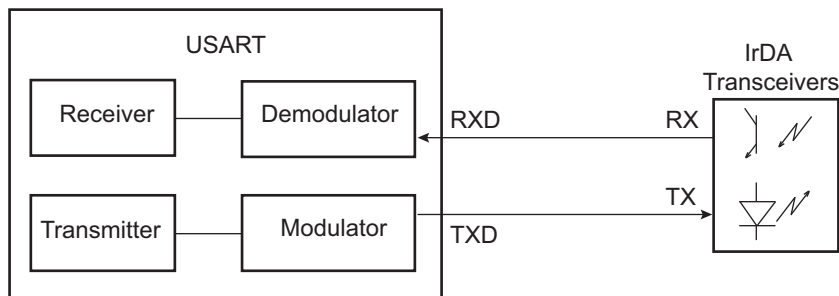 USART
IrDA
Transceivers
Receiver
Demodulator
RXD
RX
Transmitter
Modulator
TXD
TX